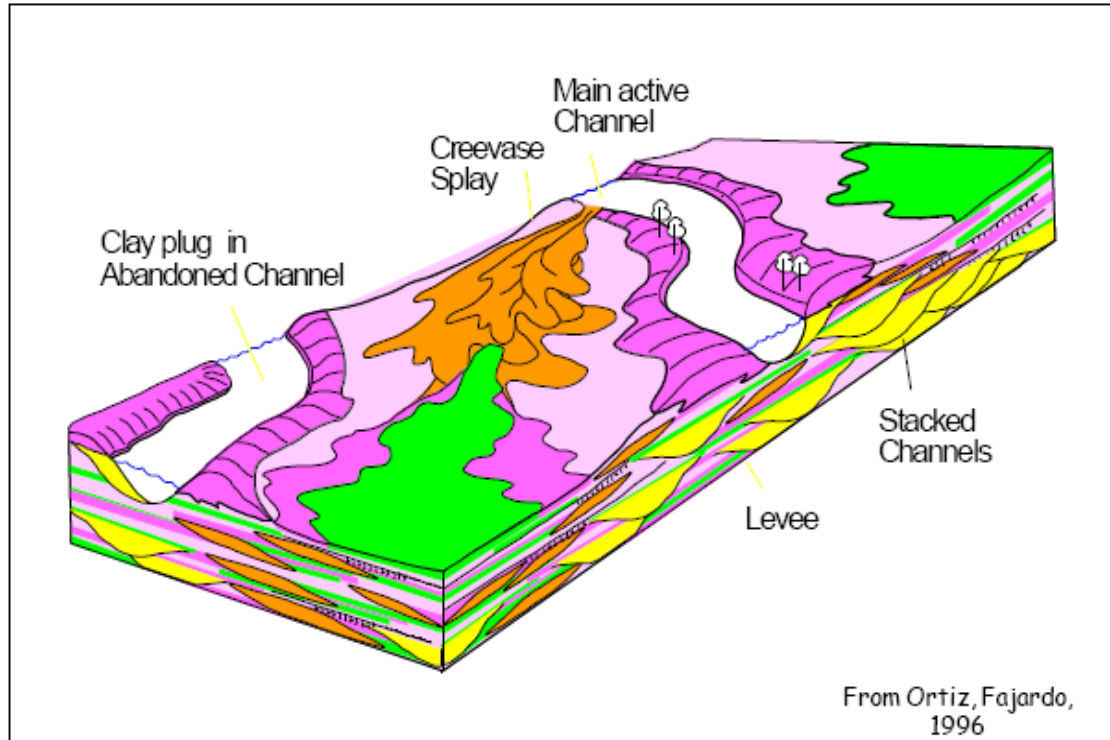 Main active
Channel
Creevase
Splay
Clay plug in
Abandoned Channel
Stacked
Channels
Levee
From Ortiz, Fajardo,
1996